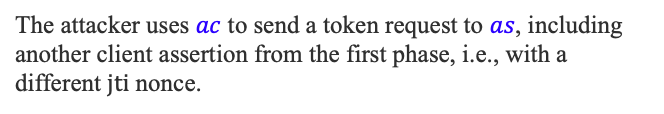 The attacker uses ac to send a token request to as, including
another client assertion from the first phase, i.e., with a
different jti nonce.